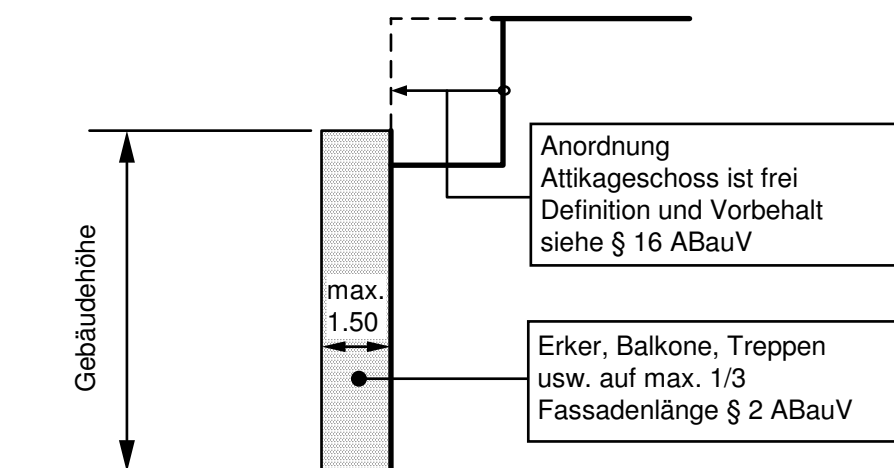 Anordnung
Attikageschoss ist frei
Definition und Vorbehalt
siehe § 16 ABauV
Gebäudehöhe
max.
1.50
Erker, Balkone, Treppen
usw. auf max. 1/3
Fassadenlänge § 2 ABauV